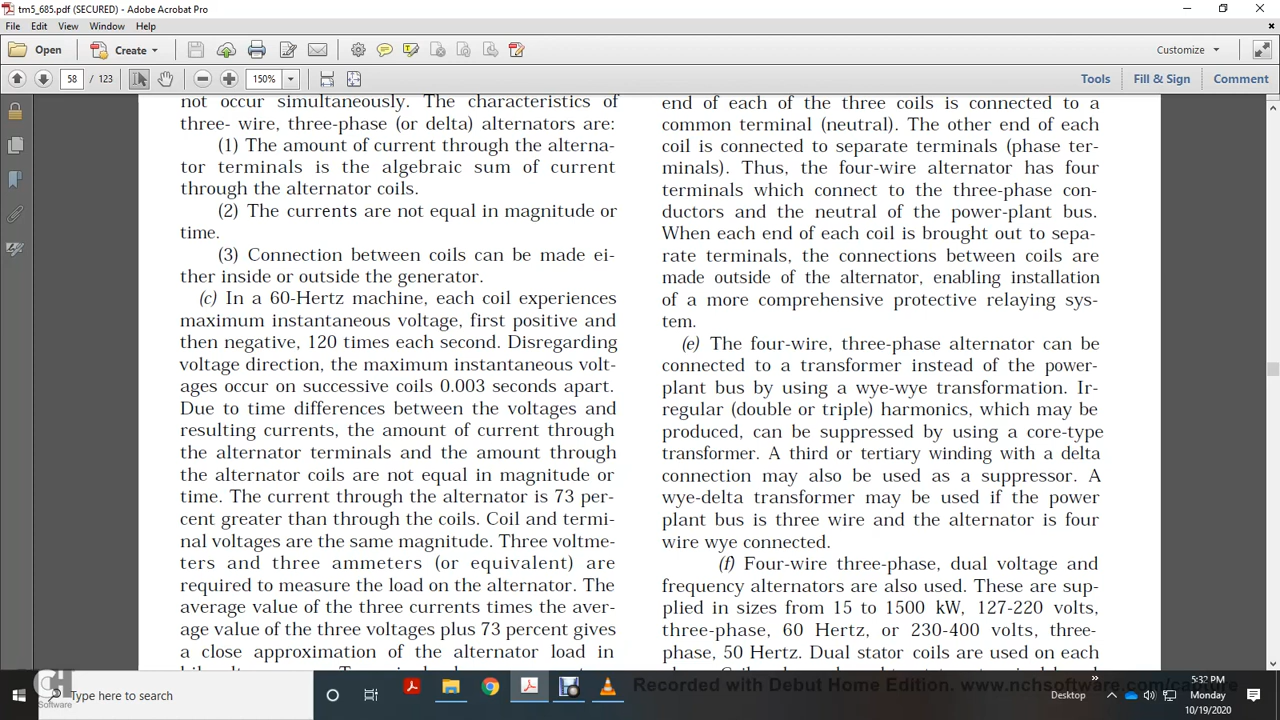 tm5_685.pdf (SECURED) - Adobe Acrobat Pro
File Edit View Window Help
Open Create Customize
58 / 123 150% Tools Fill & Sign Comment
not occur simultaneously. The characteristics of
three- wire, three-phase (or delta) alternators are:
(1) The amount of current through the alterna-
tor terminals is the algebraic sum of current
through the alternator coils.
(2) The currents are not equal in magnitude or
time.
(3) Connection between coils can be made ei-
ther inside or outside the generator.
(c) In a 60-Hertz machine, each coil experiences
maximum instantaneous voltage, first positive and
then negative, 120 times each second. Disregarding
voltage direction, the maximum instantaneous volt-
ages occur on successive coils 0.003 seconds apart.
Due to time differences between the voltages and
resulting currents, the amount of current through
the alternator terminals and the amount through
the alternator coils are not equal in magnitude or
time. The current through the alternator is 73 per-
cent greater than through the coils. Coil and termi-
nal voltages are the same magnitude. Three voltme-
ters and three ammeters (or equivalent) are
required to measure the load on the alternator. The
average value of the three currents times the aver-
age value of the three voltages plus 73 percent gives
a close approximation of the alternator load in
end of each of the three coils is connected to a
common terminal (neutral). The other end of each
coil is connected to separate terminals (phase ter-
minals). Thus, the four-wire alternator has four
terminals which connect to the three-phase con-
ductors and the neutral of the power-plant bus.
When each end of each coil is brought out to sepa-
rate terminals, the connections between coils are
made outside of the alternator, enabling installation
of a more comprehensive protective relaying sys-
tem.
(e) The four-wire, three-phase alternator can be
connected to a transformer instead of the power-
plant bus by using a wye-wye transformation. Ir-
regular (double or triple) harmonics, which may be
produced, can be suppressed by using a core-type
transformer. A third or tertiary winding with a delta
connection may also be used as a suppressor. A
wye-delta transformer may be used if the power
plant bus is three wire and the alternator is four
wire wye connected.
(f) Four-wire three-phase, dual voltage and
frequency alternators are also used. These are sup-
plied in sizes from 15 to 1500 kW, 127-220 volts,
three-phase, 60 Hertz, or 230-400 volts, three-
phase, 50 Hertz. Dual stator coils are used on each
Recorded with Debut Home Edition. www.nchsoftware.com/capture
Software
Type here to search
Desktop
5:32 PM
Monday
10/19/2020